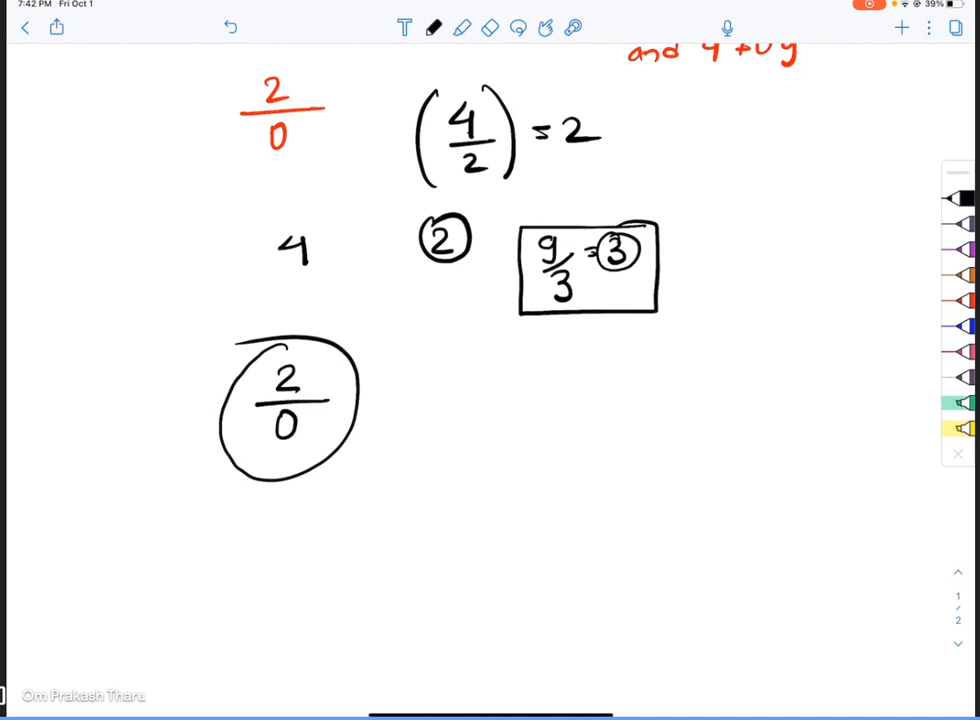 7:42 PM Fri Oct 1
39%
T
and
2
0
(4/2) = 2
4
2
9/3 = 3
2
0
1
/
2
Om Prakash Tharu